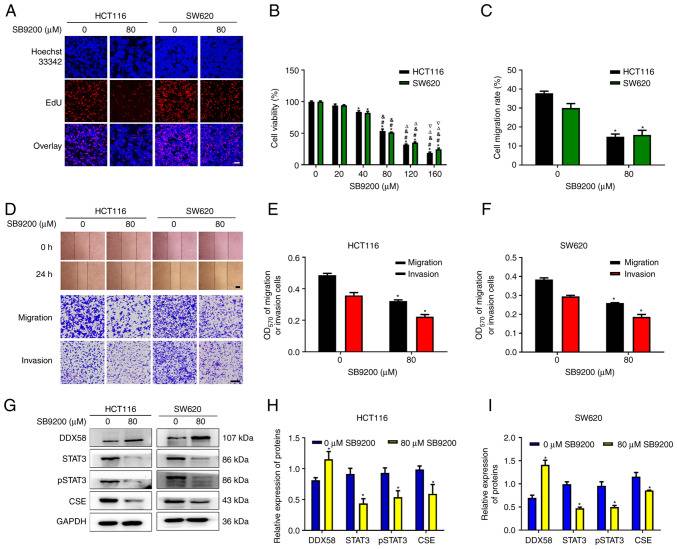 A
HCT116 SW620
SB9200 (μM) 0 80 0 80
Hoechst
33342
EdU
Overlay
B
HCT116
SW620
Cell viability (%)
150
100
50
0
0 20 40 80 120 160
SB9200 (μM)
C
HCT116
SW620
Cell migration rate (%)
50
40
30
20
10
0
0 80
SB9200 (μM)
D
HCT116 SW620
SB9200 (μM) 0 80 0 80
0 h
24 h
Migration
Invasion
E
HCT116
Migration
Invasion
OD570 of migration
or invasion cells
0.6
0.4
0.2
0.0
0 80
SB9200 (μM)
F
SW620
Migration
Invasion
OD570 of migration
or invasion cells
0.5
0.4
0.3
0.2
0.1
0.0
0 80
SB9200 (μM)
G
HCT116 SW620
SB9200 (μM) 0 80 0 80
DDX58 107 kDa
STAT3 86 kDa
pSTAT3 86 kDa
CSE 43 kDa
GAPDH 36 kDa
H
HCT116
0 μM SB9200 80 μM SB9200
Relative expression of proteins
2.0
1.5
1.0
0.5
0.0
DDX58 STAT3 pSTAT3 CSE
I
SW620
0 μM SB9200 80 μM SB9200
Relative expression
of proteins
2.0
1.5
1.0
0.5
0.0
DDX58 STAT3 pSTAT3 CSE